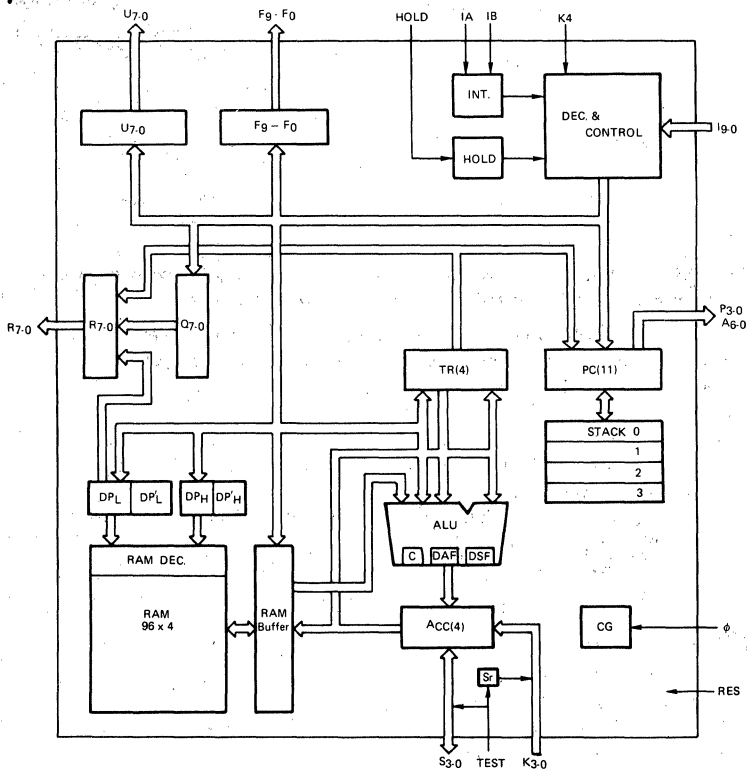 U7-0
F9 - F0
HOLD
IA
IB
K4
INT.
DEC. &
CONTROL
I9-0
U7-0
F9 – F0
HOLD
R7-0
R7-0
Q7-0
P3-0
A6-0
TR(4)
PC(11)
STACK 0
1
2
3
DPL
DP'L
DPH
DP'H
ALU
C
DAF
DSF
RAM DEC.
RAM
96 x 4
RAM
Buffer
ACC(4)
CG
φ
Sr
RES
S3-0
TEST
K3-0